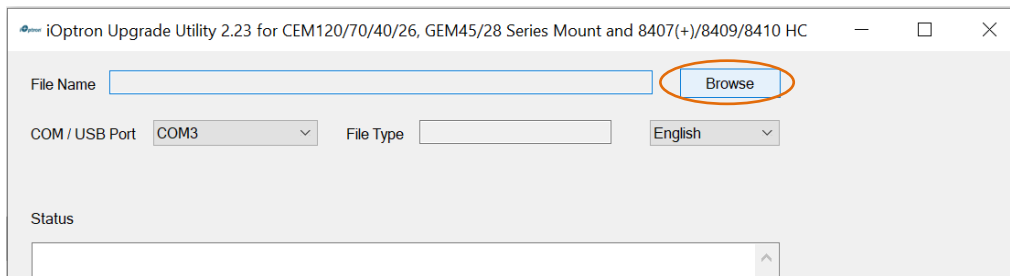 iOptron iOptron Upgrade Utility 2.23 for CEM120/70/40/26, GEM45/28 Series Mount and 8407(+)/8409/8410 HC
File Name Browse
COM / USB Port COM3 File Type English
Status